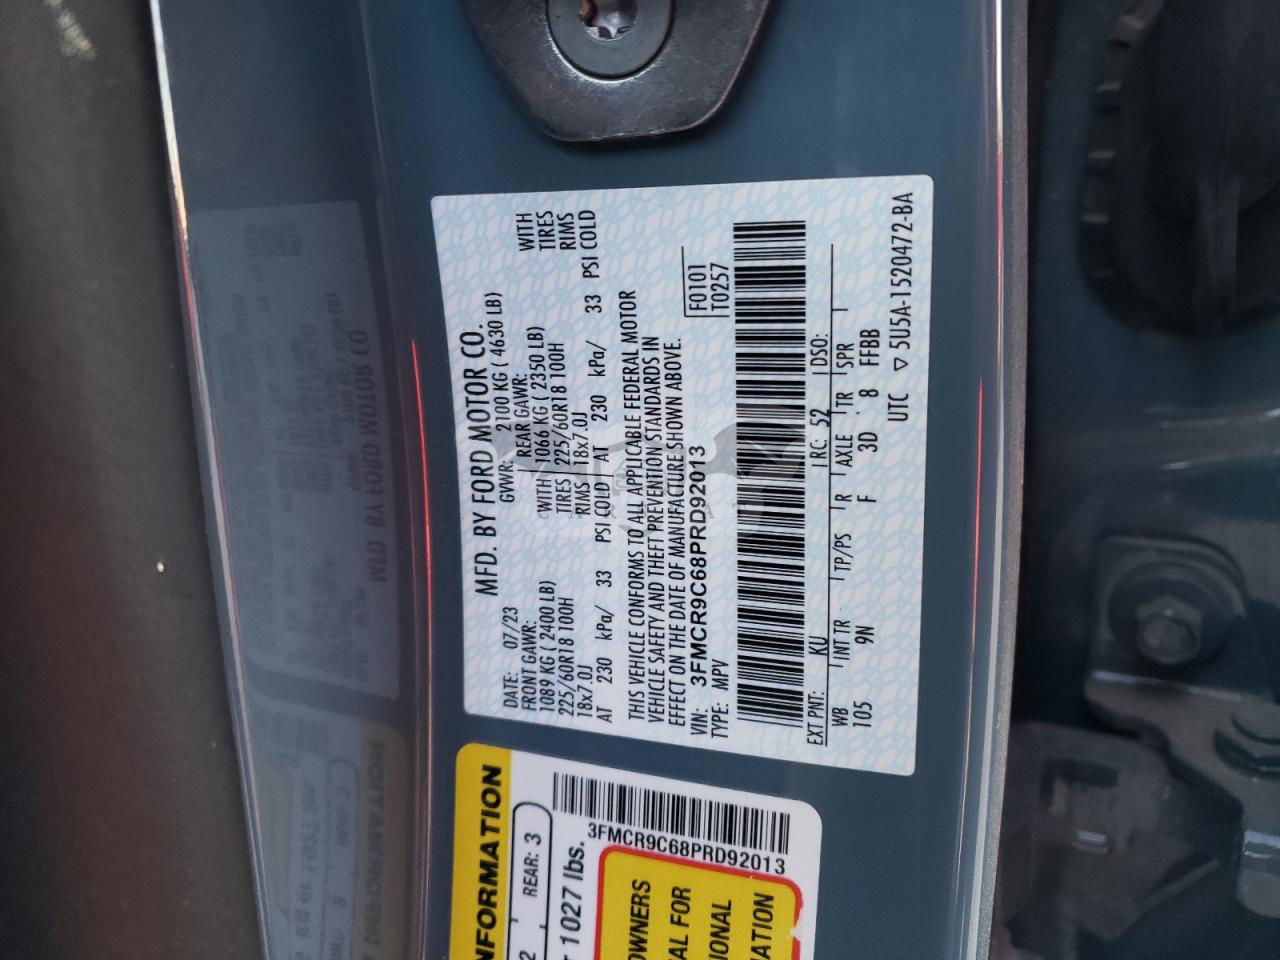 MFD. BY FORD MOTOR CO.
DATE: 07/23 GVWR: 2100 KG ( 4630 LB)
FRONT GAWR: REAR GAWR:
1089 KG ( 2400 LB) WITH 1066 KG ( 2350 LB) WITH
225/60R18 100H TIRES 225/60R18 100H TIRES
18x7.0J RIMS 18x7.0J RIMS
AT 230 kPa/ 33 PSI COLD AT 230 kPa/ 33 PSI COLD
THIS VEHICLE CONFORMS TO ALL APPLICABLE FEDERAL MOTOR
VEHICLE SAFETY AND THEFT PREVENTION STANDARDS IN
EFFECT ON THE DATE OF MANUFACTURE SHOWN ABOVE.
VIN: 3FMCR9C68PRD92013 F0101
TYPE: MPV T0257
EXT PNT: KU RC: 52 DSO:
WB INT TR TP/PS R AXLE TR SPR
105 9N F 3D 8 FFBB
UTC ▽ 5U5A-1520472-BA
NFORMATION
2 REAR: 3
1027 lbs.
3FMCR9C68PRD92013
OWNERS
AL FOR
IONAL
ATION